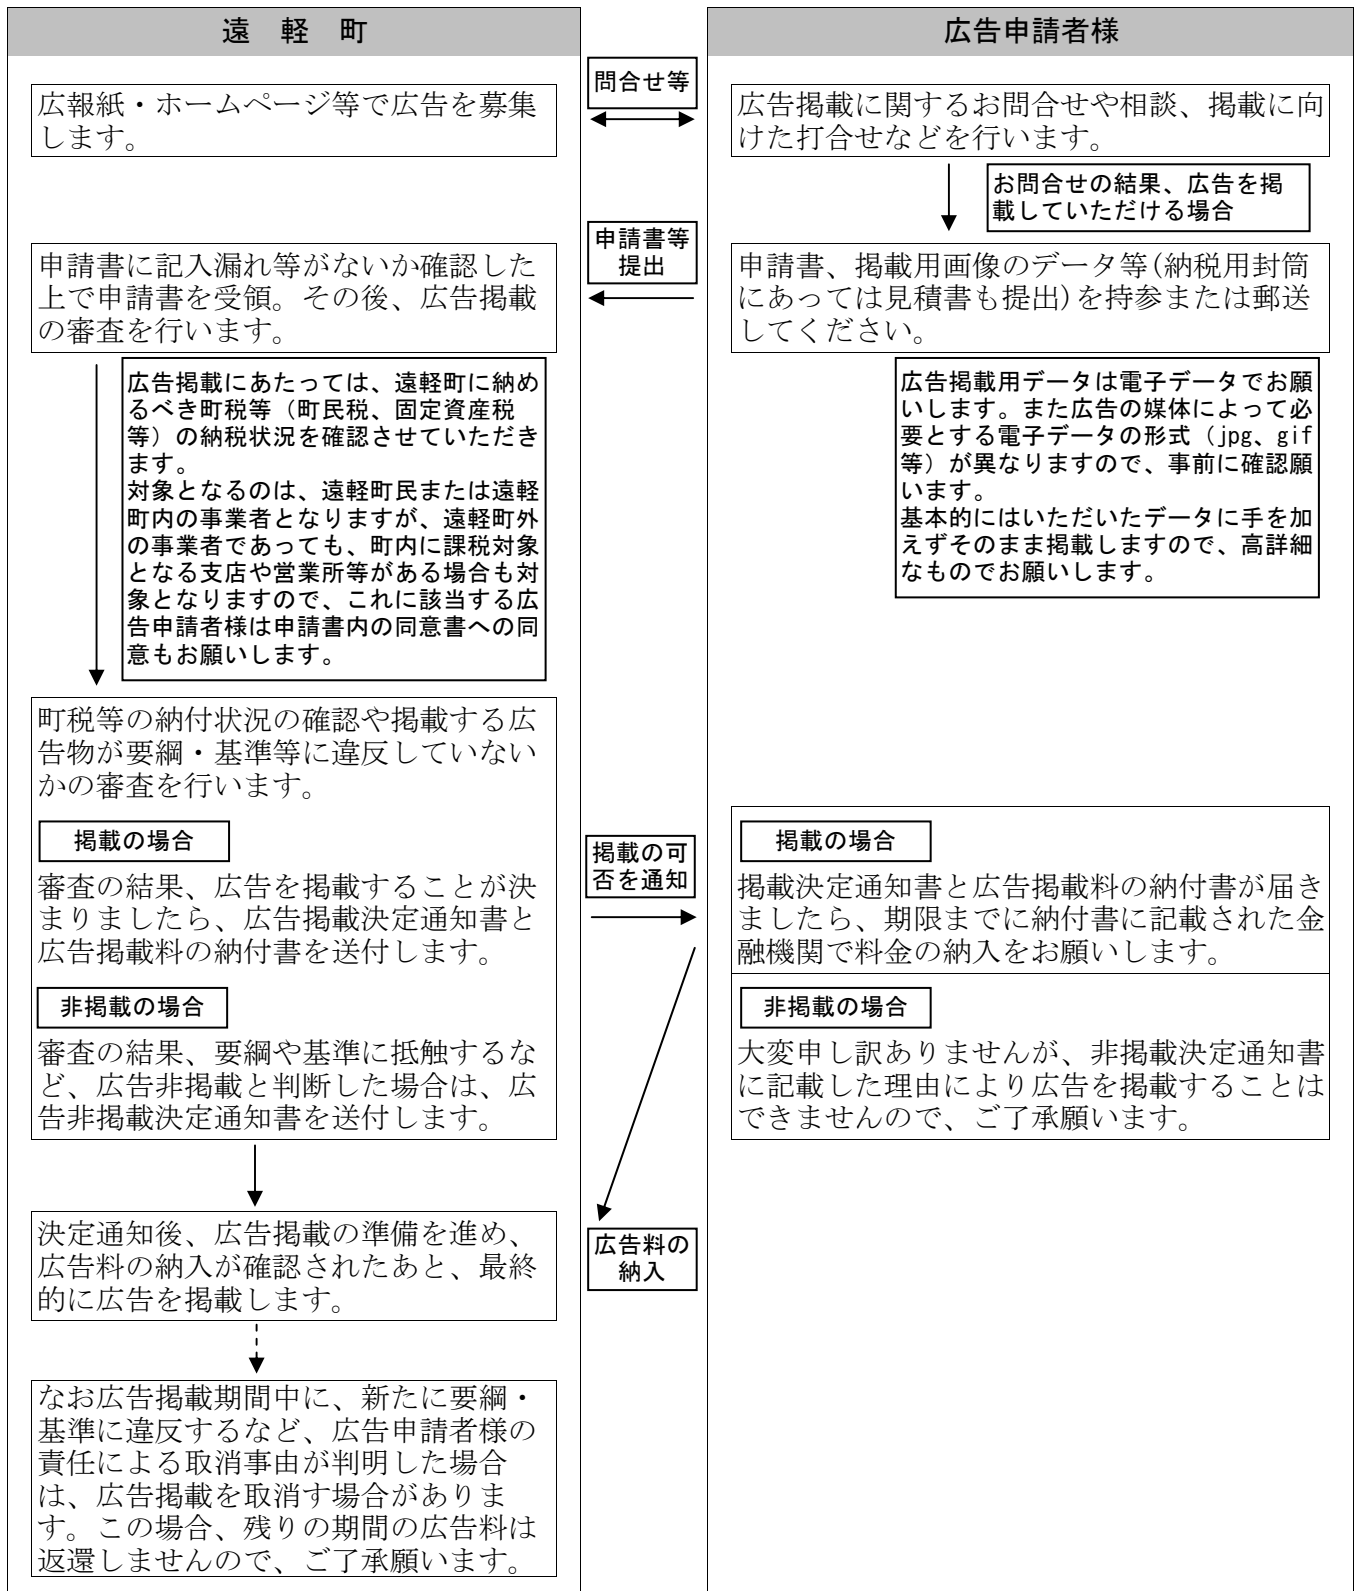 遠　軽　町
広告申請者様
広報紙・ホームページ等で広告を募集
します。
問合せ等
広告掲載に関するお問合せや相談、掲載に向
けた打合せなどを行います。
お問合せの結果、広告を掲
載していただける場合
申請書等
提出
申請書に記入漏れ等がないか確認した
上で申請書を受領。その後、広告掲載
の審査を行います。
申請書、掲載用画像のデータ等(納税用封筒
にあっては見積書も提出)を持参または郵送
してください。
広告掲載にあたっては、遠軽町に納め
るべき町税等（町民税、固定資産税
等）の納税状況を確認させていただき
ます。
対象となるのは、遠軽町民または遠軽
町内の事業者となりますが、遠軽町外
の事業者であっても、町内に課税対象
となる支店や営業所等がある場合も対
象となりますので、これに該当する広
告申請者様は申請書内の同意書への同
意もお願いします。
広告掲載用データは電子データでお願
いします。また広告の媒体によって必
要とする電子データの形式（jpg、gif
等）が異なりますので、事前に確認願
います。
基本的にはいただいたデータに手を加
えずそのまま掲載しますので、高詳細
なものでお願いします。
町税等の納付状況の確認や掲載する広
告物が要綱・基準等に違反していない
かの審査を行います。
掲載の場合
審査の結果、広告を掲載することが決
まりましたら、広告掲載決定通知書と
広告掲載料の納付書を送付します。
非掲載の場合
審査の結果、要綱や基準に抵触するな
ど、広告非掲載と判断した場合は、広
告非掲載決定通知書を送付します。
掲載の可
否を通知
掲載の場合
掲載決定通知書と広告掲載料の納付書が届き
ましたら、期限までに納付書に記載された金
融機関で料金の納入をお願いします。
非掲載の場合
大変申し訳ありませんが、非掲載決定通知書
に記載した理由により広告を掲載することは
できませんので、ご了承願います。
決定通知後、広告掲載の準備を進め、
広告料の納入が確認されたあと、最終
的に広告を掲載します。
広告料の
納入
なお広告掲載期間中に、新たに要綱・
基準に違反するなど、広告申請者様の
責任による取消事由が判明した場合
は、広告掲載を取消す場合がありま
す。この場合、残りの期間の広告料は
返還しませんので、ご了承願います。